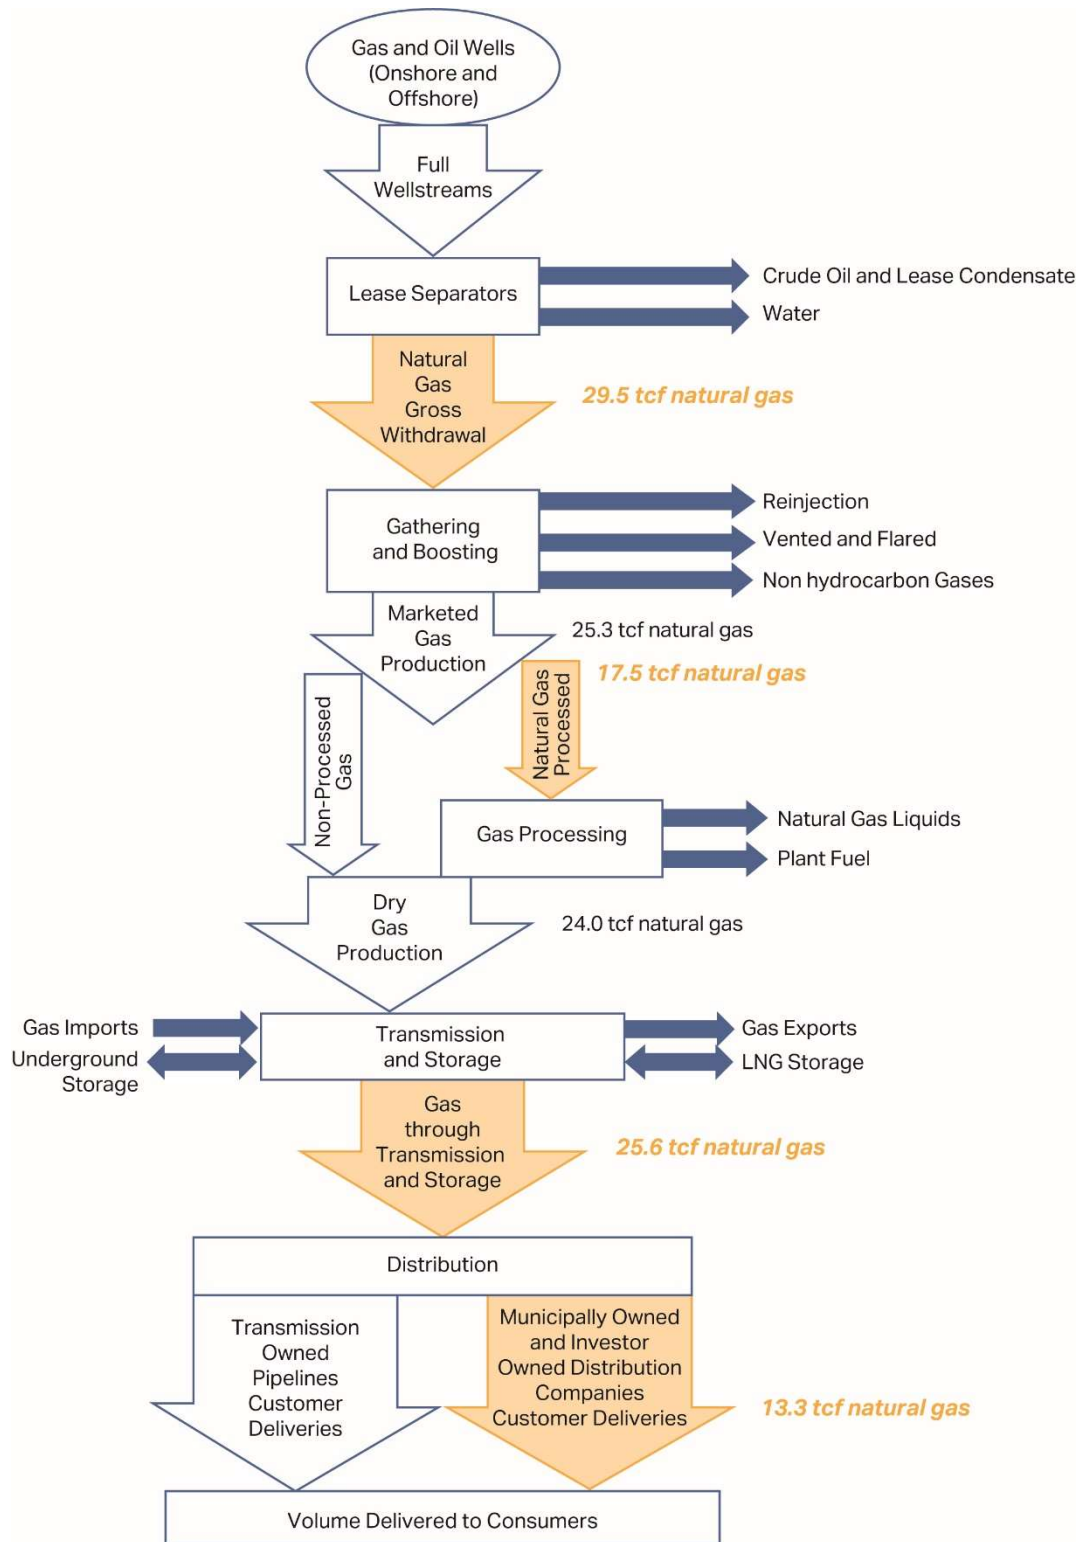 Gas and Oil Wells
(Onshore and
Offshore)
Full
Wellstreams
Lease Separators
Crude Oil and Lease Condensate
Water
Natural
Gas
Gross
Withdrawal
29.5 tcf natural gas
Gathering
and Boosting
Reinjection
Vented and Flared
Non hydrocarbon Gases
Marketed
Gas
Production
25.3 tcf natural gas
17.5 tcf natural gas
Non-Processed
Gas
Natural Gas
Processed
Gas Processing
Natural Gas Liquids
Plant Fuel
Dry
Gas
Production
24.0 tcf natural gas
Gas Imports
Underground
Storage
Transmission
and Storage
Gas Exports
LNG Storage
Gas
through
Transmission
and Storage
25.6 tcf natural gas
Distribution
Transmission
Owned
Pipelines
Customer
Deliveries
Municipally Owned
and Investor
Owned Distribution
Companies
Customer Deliveries
13.3 tcf natural gas
Volume Delivered to Consumers